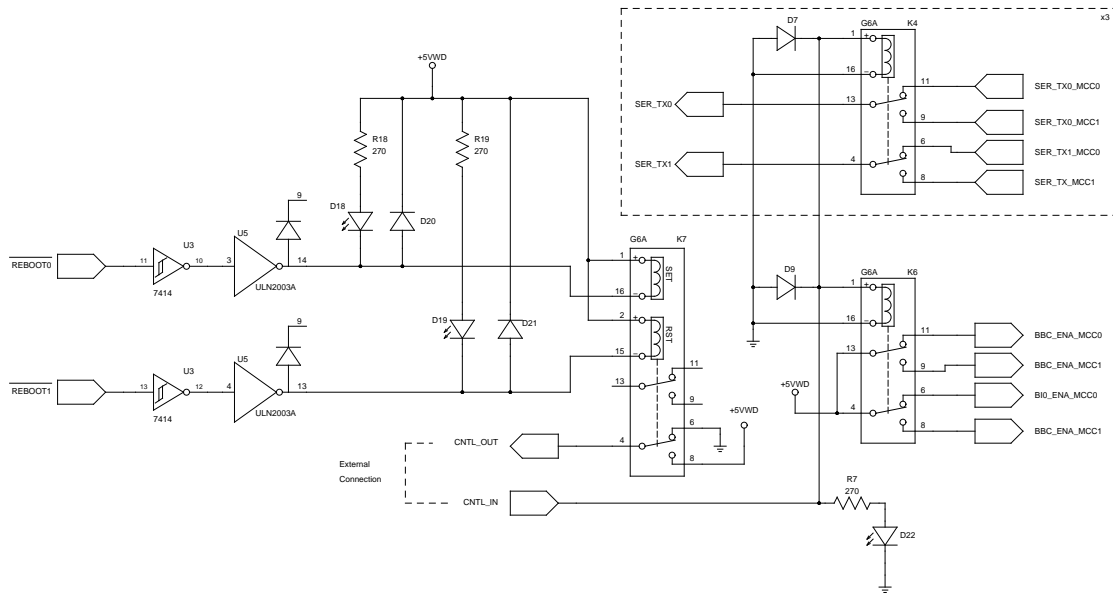 x3
D7
G6A K4
1
+
16
−
11
SER_TX0_MCC0
13
SER_TX0
9
SER_TX0_MCC1
6
SER_TX1_MCC0
4
SER_TX1
8
SER_TX_MCC1
+5VWD
R18
270
R19
270
D18
D20
9
REBOOT0
11
U3
10
7414
U5
3
14
ULN2003A
G6A K7
1
+
SET
16
−
2
+
RST
15
−
D19
D21
9
REBOOT1
13
U3
12
7414
U5
4
13
ULN2003A
11
13
9
+5VWD
6
4
8
CNTL_OUT
External
Connection
CNTL_IN
D9
G6A K6
1
+
16
−
11
BBC_ENA_MCC0
13
9
BBC_ENA_MCC1
+5VWD
6
BI0_ENA_MCC0
4
8
BBC_ENA_MCC1
R7
270
D22